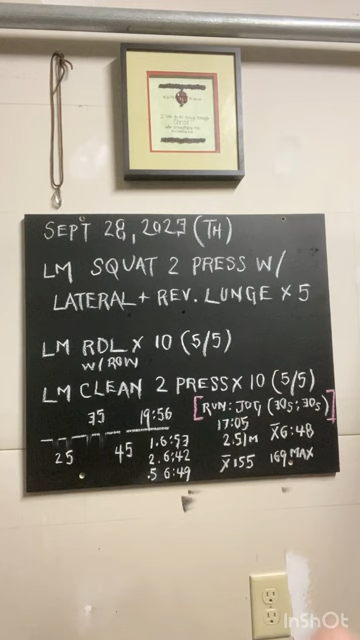 SEPT 28, 2023 (TH)
LM SQUAT 2 PRESS W/
LATERAL + REV. LUNGE X 5
LM RDL X 10 (5/5)
W/ROW
LM CLEAN 2 PRESS X 10 (5/5)
35 19:56
25 45
1. 6:53
2. 6:42
.5 6:49
[RUN: JOG (30s:30s)]
17:05
2.51M X̄6:48
X̄155 169 MAX
InShOt